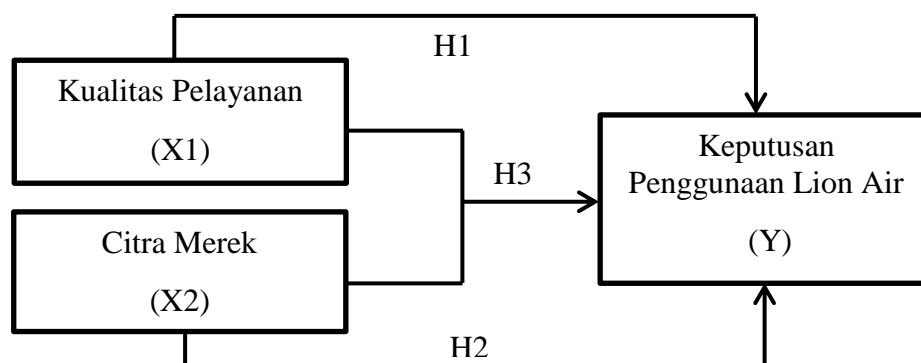 H1
Kualitas Pelayanan
(X1)
Keputusan
Penggunaan Lion Air
(Y)
H3
Citra Merek
(X2)
H2